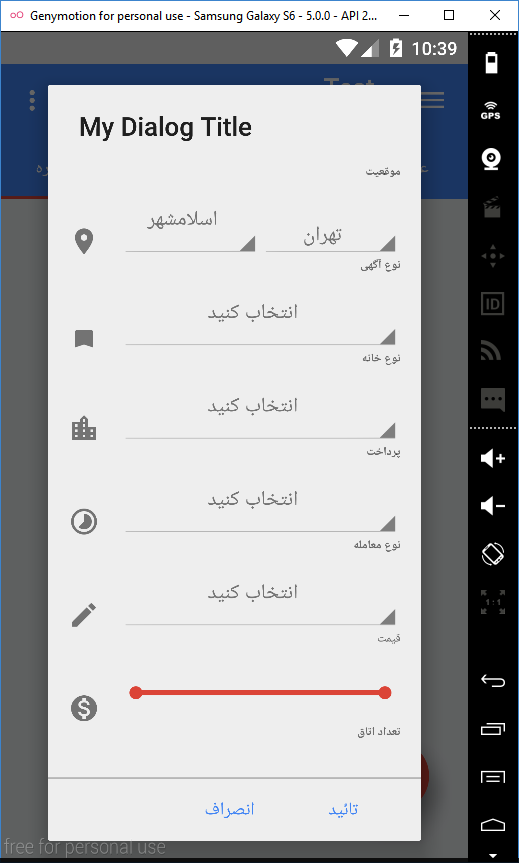 Genymotion for personal use - Samsung Galaxy S6 - 5.0.0 - API 2...
10:39
GPS
ID
1:1
My Dialog Title
موقعیت
تهران
اسلامشهر
نوع آگهی
انتخاب کنید
نوع خانه
انتخاب کنید
پرداخت
انتخاب کنید
نوع معامله
انتخاب کنید
قیمت
تعداد اتاق
تائید
انصراف
free for personal use